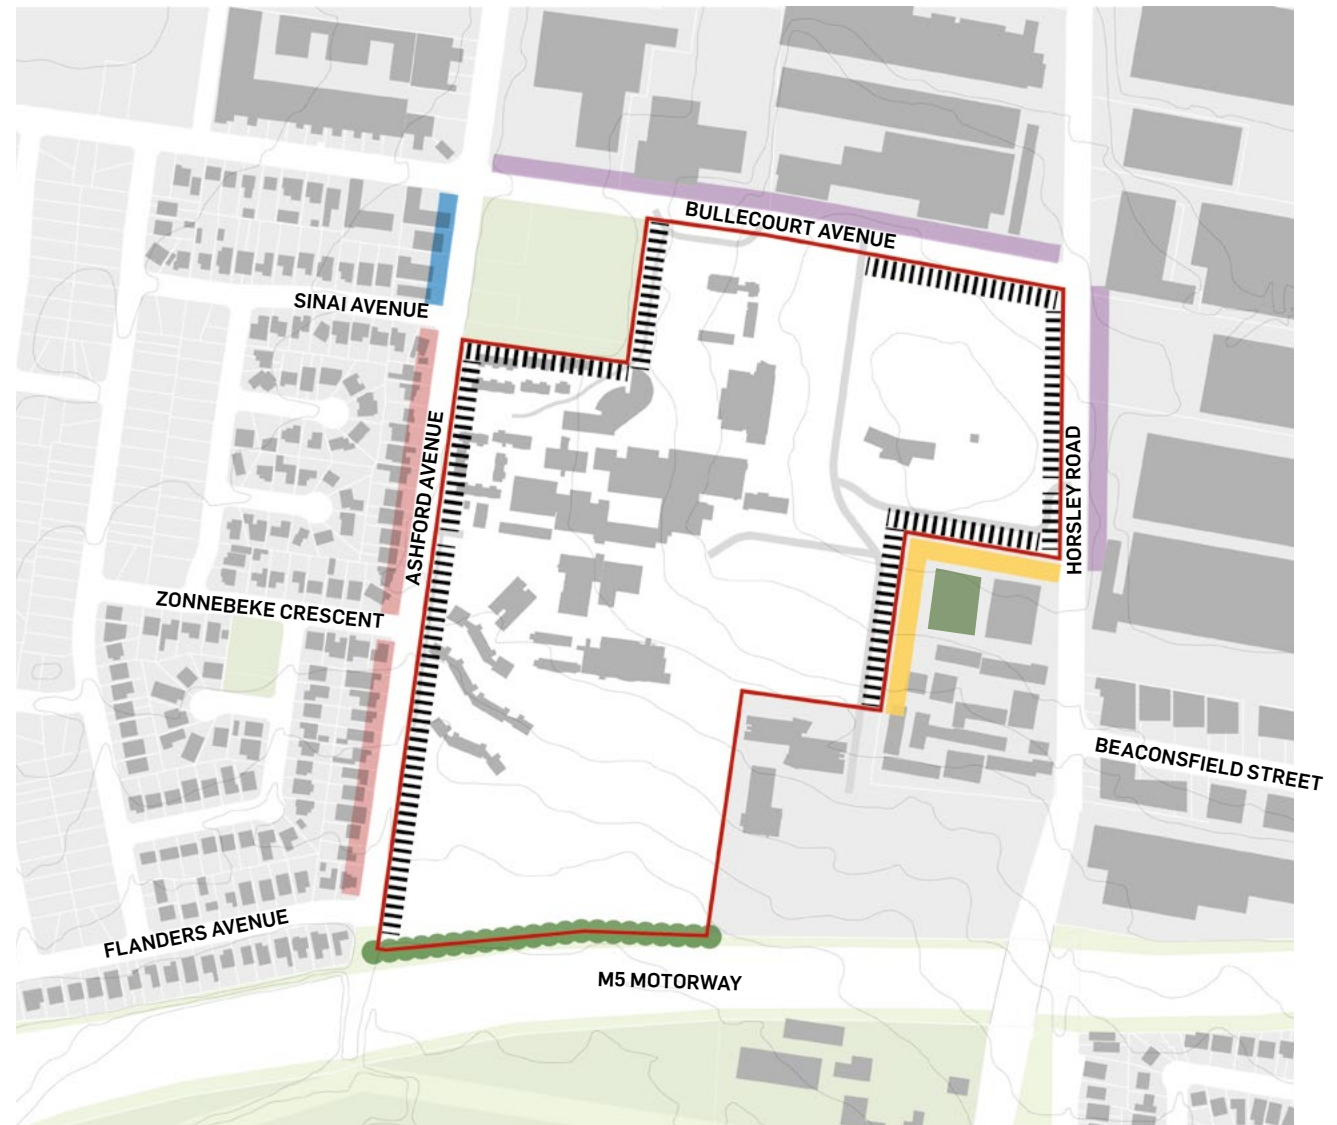 BULLECOURT AVENUE
SINAI AVENUE
ASHFORD AVENUE
HORSLEY ROAD
ZONNEBEKE CRESCENT
BEACONSFIELD STREET
FLANDERS AVENUE
M5 MOTORWAY